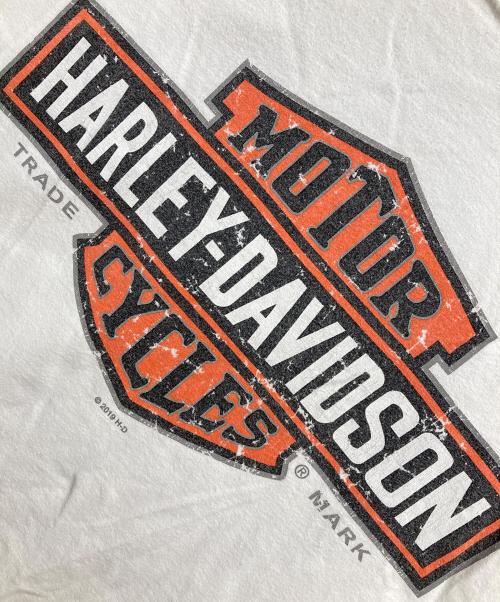 MOTOR
HARLEY-DAVIDSON
CYCLES
TRADE
® MARK
© 2019 H-D